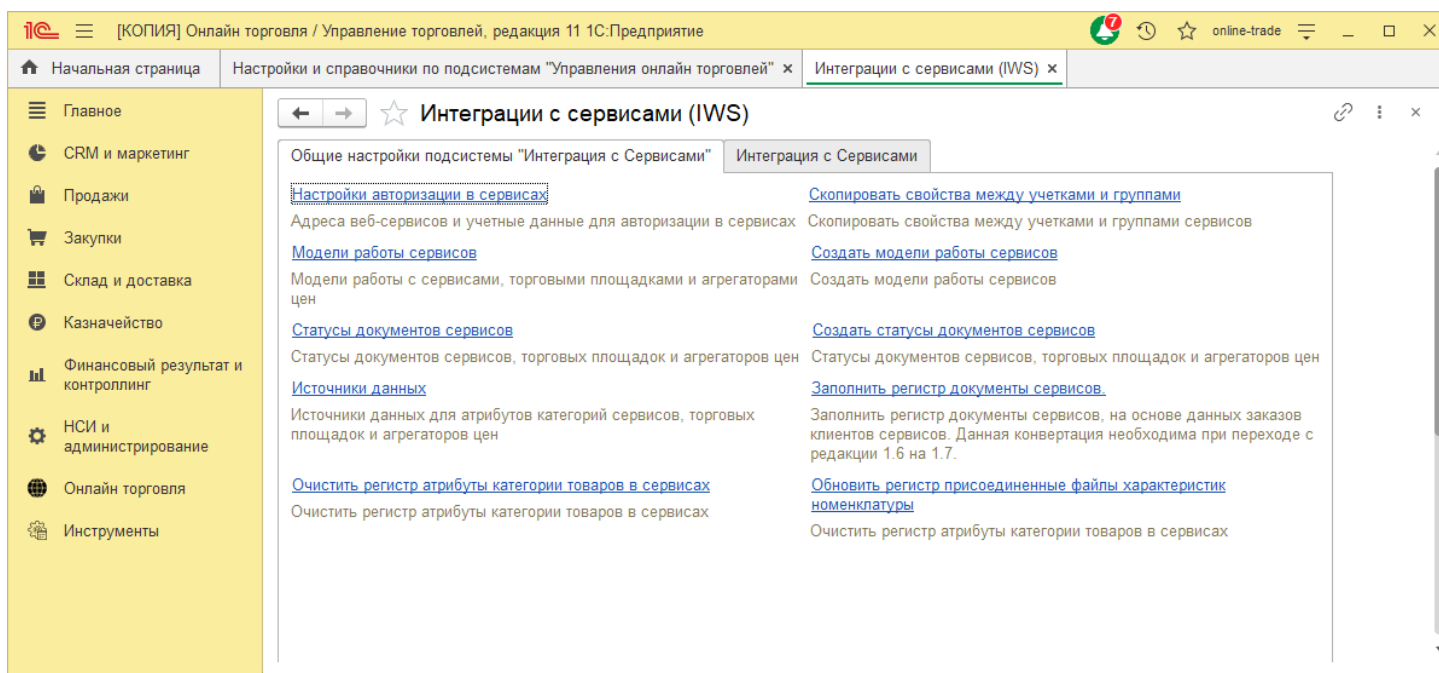 [КОПИЯ] Онлайн торговля / Управление торговлей, редакция 11 1С:Предприятие
7
online-trade
Начальная страница
Настройки и справочники по подсистемам "Управления онлайн торговлей" ×
Интеграции с сервисами (IWS) ×
Главное
CRM и маркетинг
Продажи
Закупки
Склад и доставка
Казначейство
Финансовый результат и
контроллинг
НСИ и
администрирование
Онлайн торговля
Инструменты
Интеграции с сервисами (IWS)
Общие настройки подсистемы "Интеграция с Сервисами"
Интеграция с Сервисами
Настройки авторизации в сервисах
Адреса веб-сервисов и учетные данные для авторизации в сервисах
Модели работы сервисов
Модели работы с сервисами, торговыми площадками и агрегаторами
цен
Статусы документов сервисов
Статусы документов сервисов, торговых площадок и агрегаторов цен
Источники данных
Источники данных для атрибутов категорий сервисов, торговых
площадок и агрегаторов цен
Очистить регистр атрибуты категории товаров в сервисах
Очистить регистр атрибуты категории товаров в сервисах
Скопировать свойства между учетками и группами
Скопировать свойства между учетками и группами сервисов
Создать модели работы сервисов
Создать модели работы сервисов
Создать статусы документов сервисов
Статусы документов сервисов, торговых площадок и агрегаторов цен
Заполнить регистр документы сервисов.
Заполнить регистр документы сервисов, на основе данных заказов
клиентов сервисов. Данная конвертация необходима при переходе с
редакции 1.6 на 1.7.
Обновить регистр присоединенные файлы характеристик
номенклатуры
Очистить регистр атрибуты категории товаров в сервисах